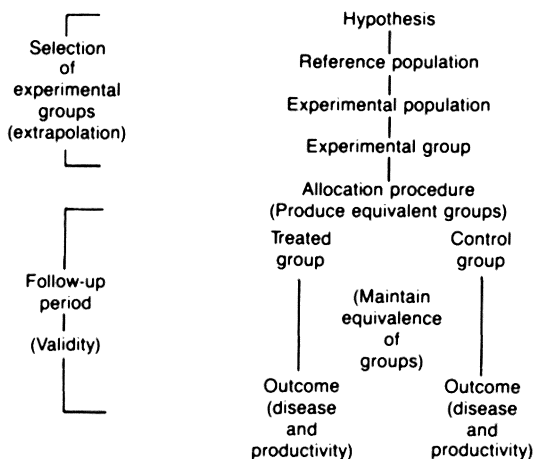 Selection
of
experimental
groups
(extrapolation)
Hypothesis
Reference population
Experimental population
Experimental group
Allocation procedure
(Produce equivalent groups)
Follow-up
period
(Validity)
Treated
group
Control
group
(Maintain
equivalence
of
groups)
Outcome
(disease
and
productivity)
Outcome
(disease
and
productivity)